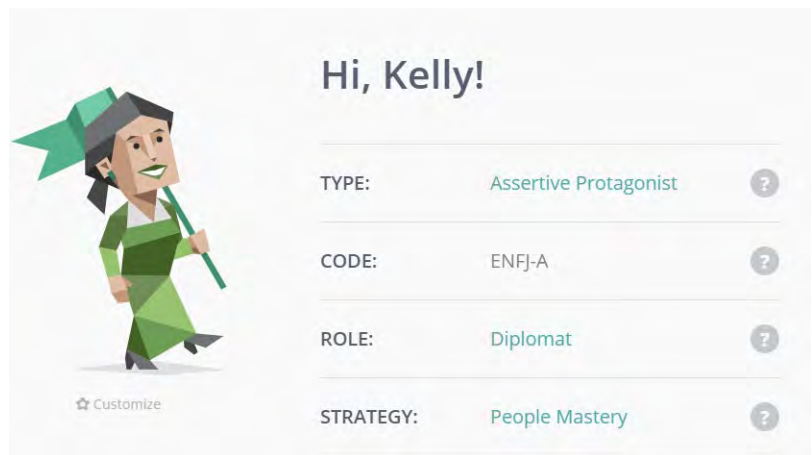 Hi, Kelly!
TYPE: Assertive Protagonist ?
CODE: ENFJ-A ?
ROLE: Diplomat ?
STRATEGY: People Mastery ?
Customize